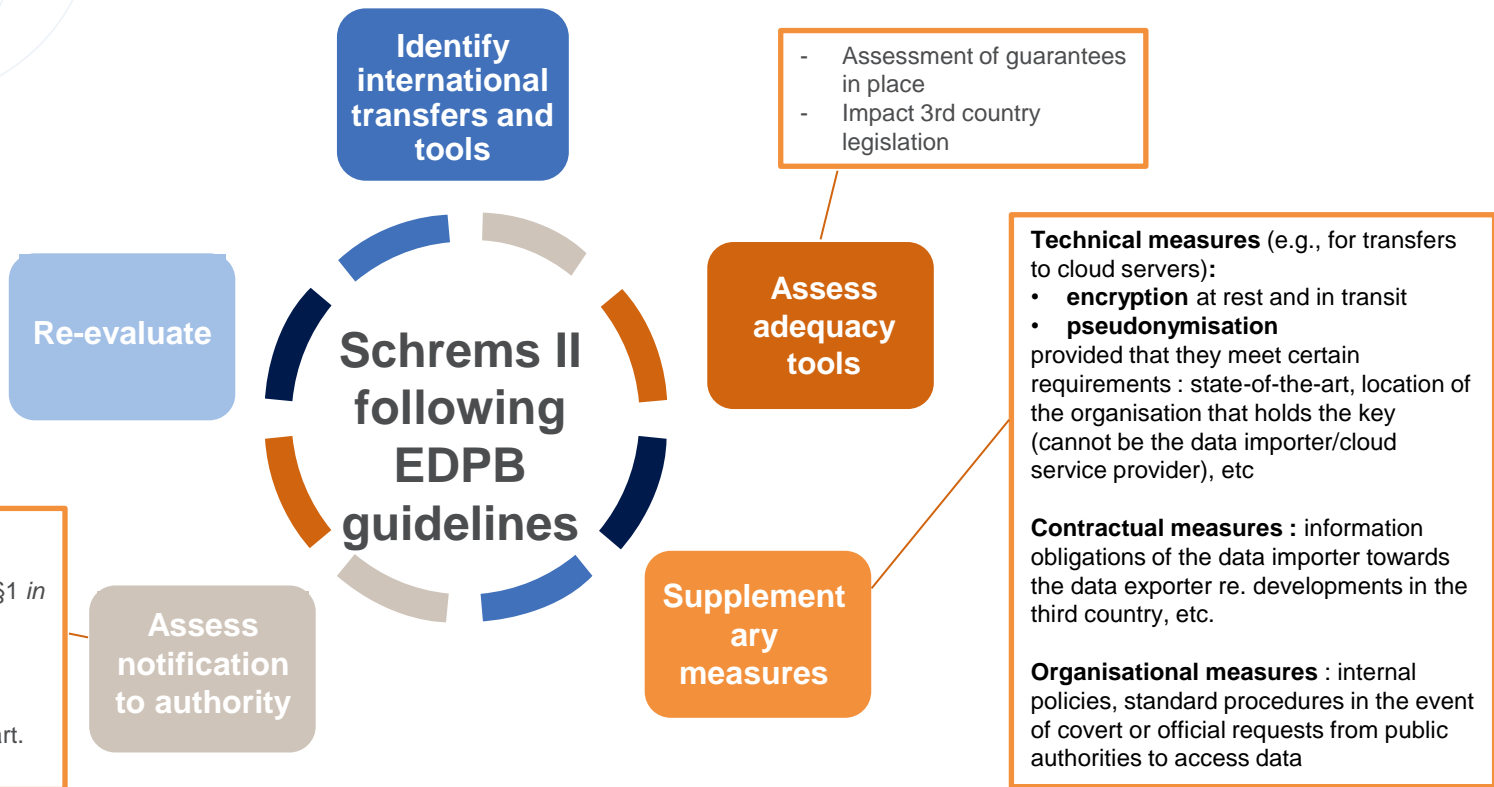 Identify
international
transfers and
tools
- Assessment of guarantees
in place
- Impact 3rd country
legislation
Assess
adequacy
tools
Technical measures (e.g., for transfers
to cloud servers):
• encryption at rest and in transit
• pseudonymisation
provided that they meet certain
requirements : state-of-the-art, location of
the organisation that holds the key
(cannot be the data importer/cloud
service provider), etc
Contractual measures : information
obligations of the data importer towards
the data exporter re. developments in the
third country, etc.
Organisational measures : internal
policies, standard procedures in the event
of covert or official requests from public
authorities to access data
Supplement
ary
measures
Assess
notification
to authority
§1 in
art.
Re-evaluate
Schrems II
following
EDPB
guidelines